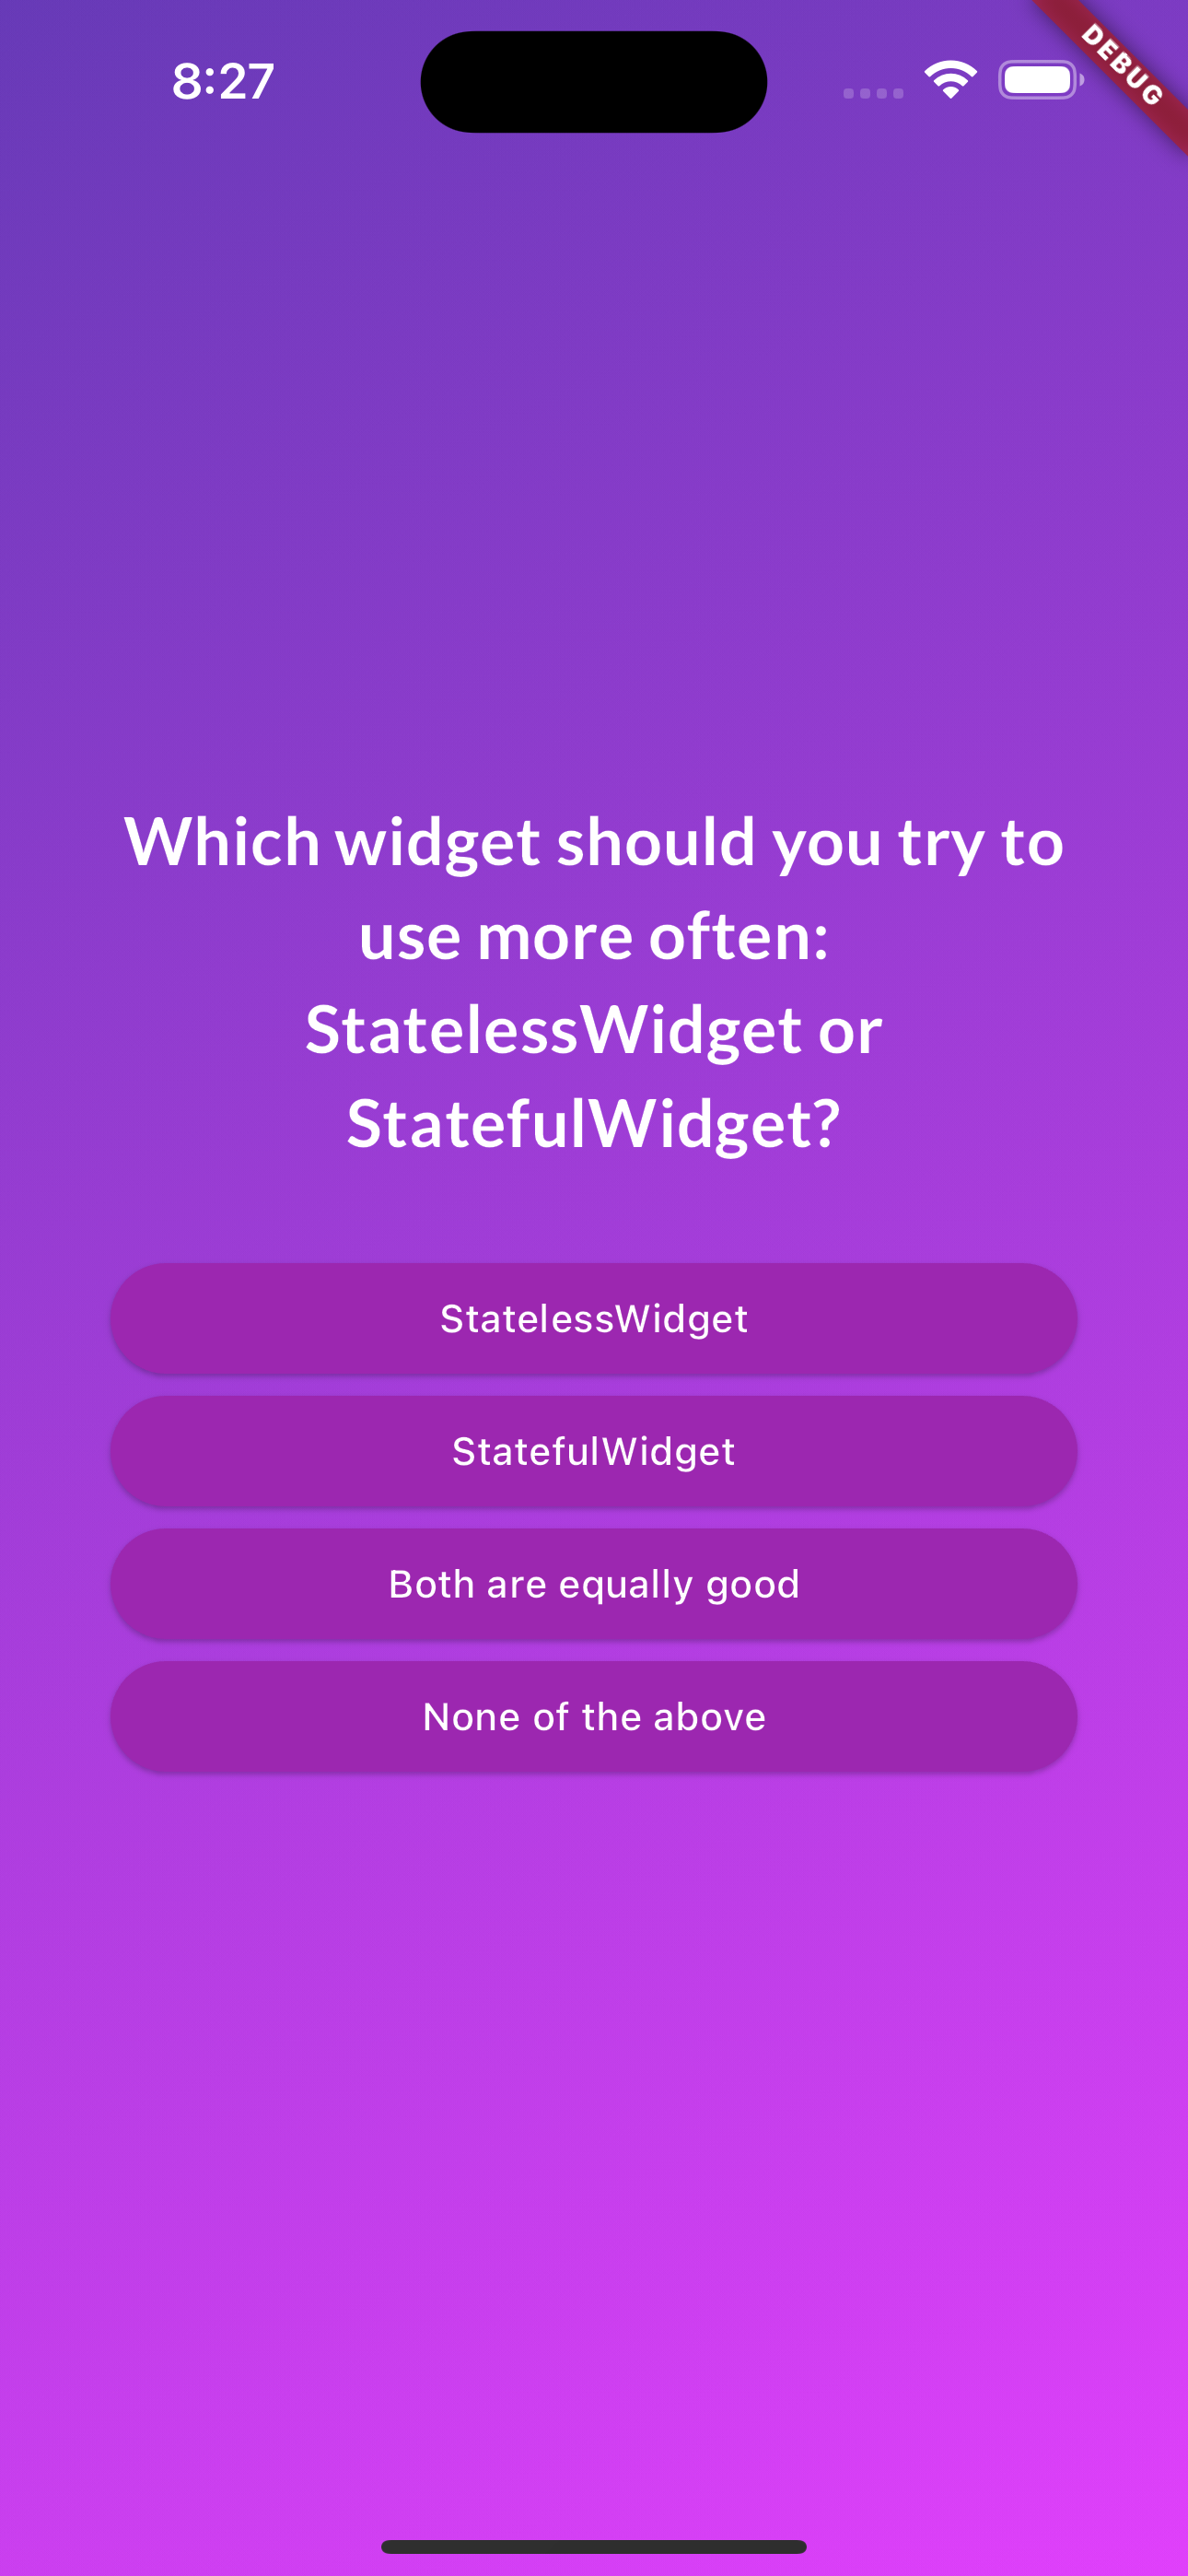 8:27
DEBUG
Which widget should you try to
use more often:
StatelessWidget or
StatefulWidget?
StatelessWidget
StatefulWidget
Both are equally good
None of the above